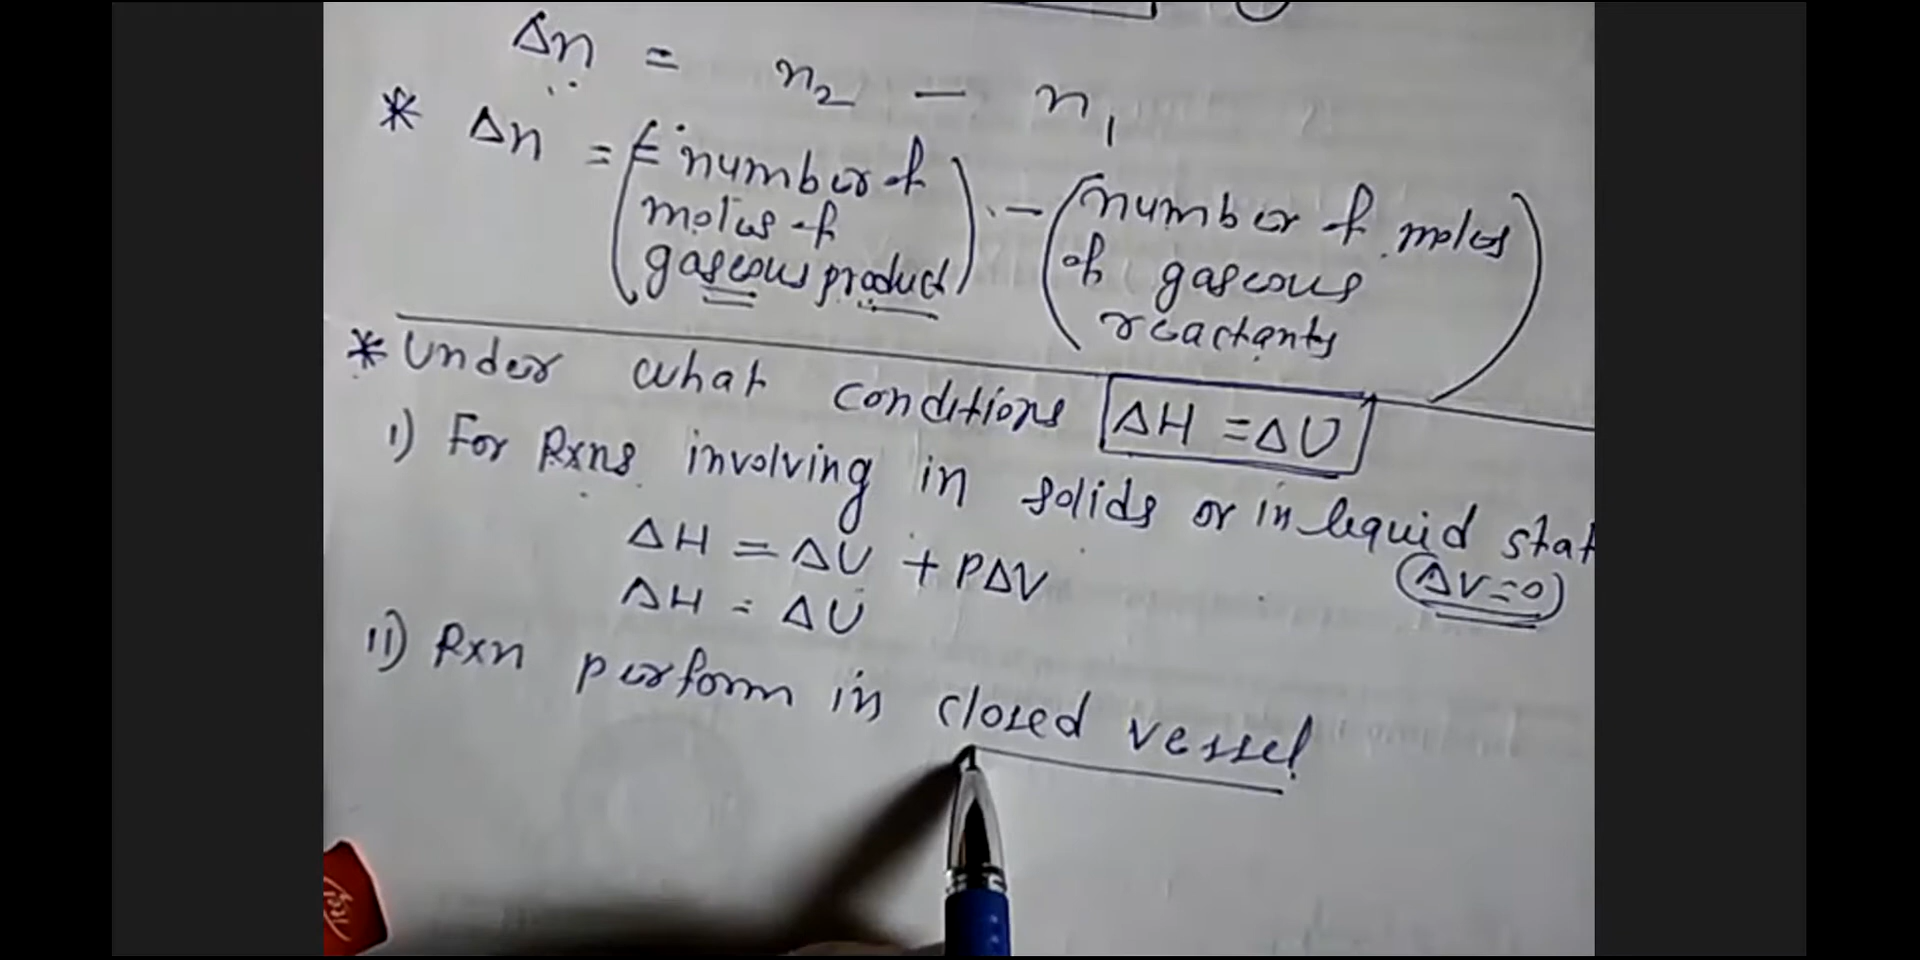 Δn = n₂ - n₁
* Δn = (number of moles of gaseous product) - (number of moles of gaseous reactants)
* Under what conditions ΔH = ΔU
i) For Rxns involving in solids or in liquid stat
(ΔV=0)
ΔH = ΔU + PΔV
ΔH = ΔU
ii) Rxn perform in closed vessel